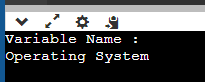 Variable Name :
Operating System